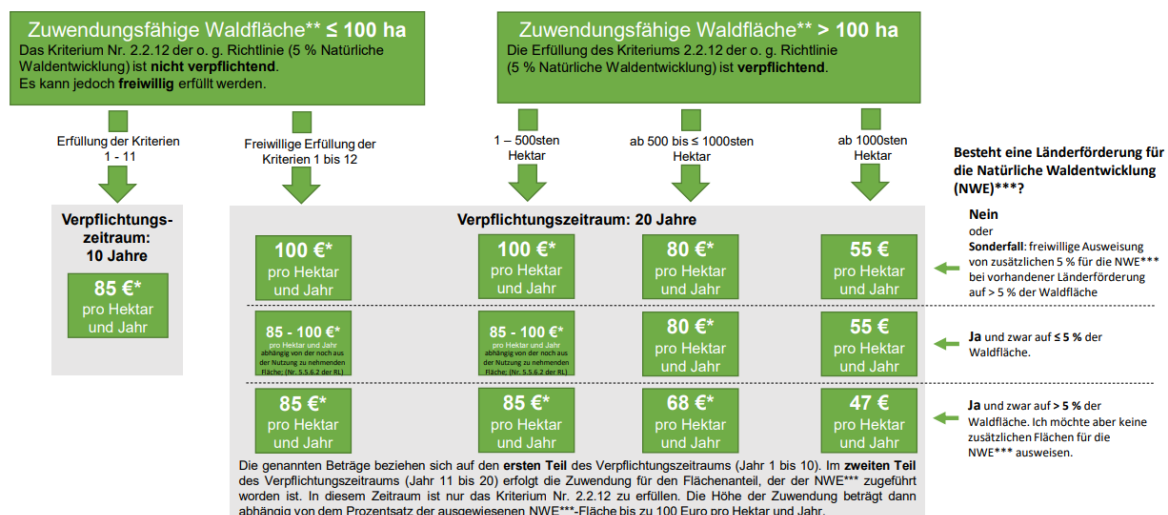 Zuwendungsfähige Waldfläche** ≤ 100 ha
Das Kriterium Nr. 2.2.12 der o. g. Richtlinie (5 % Natürliche
Waldentwicklung) ist nicht verpflichtend.
Es kann jedoch freiwillig erfüllt werden.
Zuwendungsfähige Waldfläche** > 100 ha
Die Erfüllung des Kriteriums 2.2.12 der o. g. Richtlinie
(5 % Natürliche Waldentwicklung) ist verpflichtend.
Erfüllung der Kriterien
1 - 11
Freiwillige Erfüllung der
Kriterien 1 bis 12
1 – 500sten
Hektar
ab 500 bis ≤ 1000sten
Hektar
ab 1000sten
Hektar
Besteht eine Länderförderung für
die Natürliche Waldentwicklung
(NWE)***?
Verpflichtungs-
zeitraum:
10 Jahre
85 €*
pro Hektar
und Jahr
Verpflichtungszeitraum: 20 Jahre
100 €*
pro Hektar
und Jahr
100 €*
pro Hektar
und Jahr
80 €*
pro Hektar
und Jahr
55 €
pro Hektar
und Jahr
Nein
oder
Sonderfall: freiwillige Ausweisung
von zusätzlichen 5 % für die NWE***
bei vorhandener Länderförderung
auf > 5 % der Waldfläche
85 - 100 €*
pro Hektar und Jahr
abhängig von der noch aus
der Nutzung zu nehmenden
Fläche; (Nr. 5.5.6.2 der RL)
85 - 100 €*
pro Hektar und Jahr
abhängig von der noch aus
der Nutzung zu nehmenden
Fläche; (Nr. 5.5.6.2 der RL)
80 €*
pro Hektar
und Jahr
55 €
pro Hektar
und Jahr
Ja und zwar auf ≤ 5 % der
Waldfläche.
85 €*
pro Hektar
und Jahr
85 €*
pro Hektar
und Jahr
68 €*
pro Hektar
und Jahr
47 €
pro Hektar
und Jahr
Ja und zwar auf > 5 % der
Waldfläche. Ich möchte aber keine
zusätzlichen Flächen für die
NWE*** ausweisen.
Die genannten Beträge beziehen sich auf den ersten Teil des Verpflichtungszeitraums (Jahr 1 bis 10). Im zweiten Teil
des Verpflichtungszeitraums (Jahr 11 bis 20) erfolgt die Zuwendung für den Flächenanteil, der der NWE*** zugeführt
worden ist. In diesem Zeitraum ist nur das Kriterium Nr. 2.2.12 zu erfüllen. Die Höhe der Zuwendung beträgt dann
abhängig von dem Prozentsatz der ausgewiesenen NWE***-Fläche bis zu 100 Euro pro Hektar und Jahr.